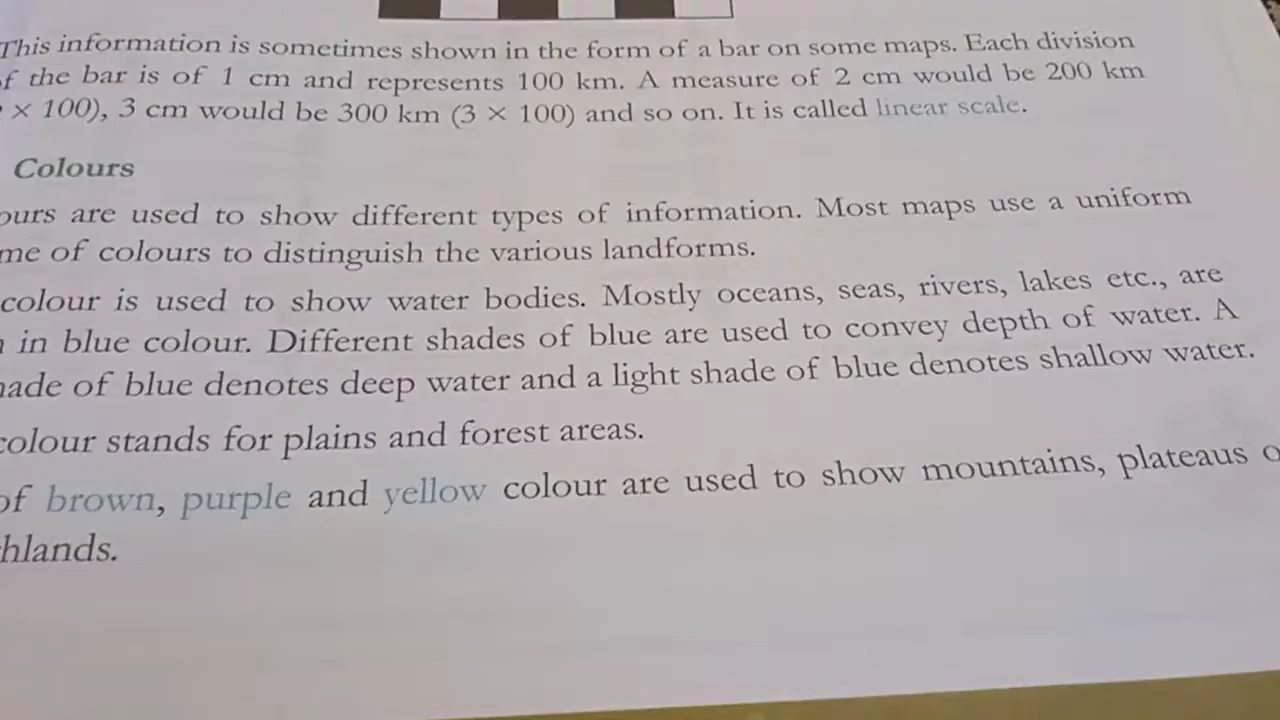 This information is sometimes shown in the form of a bar on some maps. Each division
f the bar is of 1 cm and represents 100 km. A measure of 2 cm would be 200 km
× 100), 3 cm would be 300 km (3 × 100) and so on. It is called linear scale.
Colours
ours are used to show different types of information. Most maps use a uniform
me of colours to distinguish the various landforms.
colour is used to show water bodies. Mostly oceans, seas, rivers, lakes etc., are
in blue colour. Different shades of blue are used to convey depth of water. A
ade of blue denotes deep water and a light shade of blue denotes shallow water.
colour stands for plains and forest areas.
of brown, purple and yellow colour are used to show mountains, plateaus o
hlands.